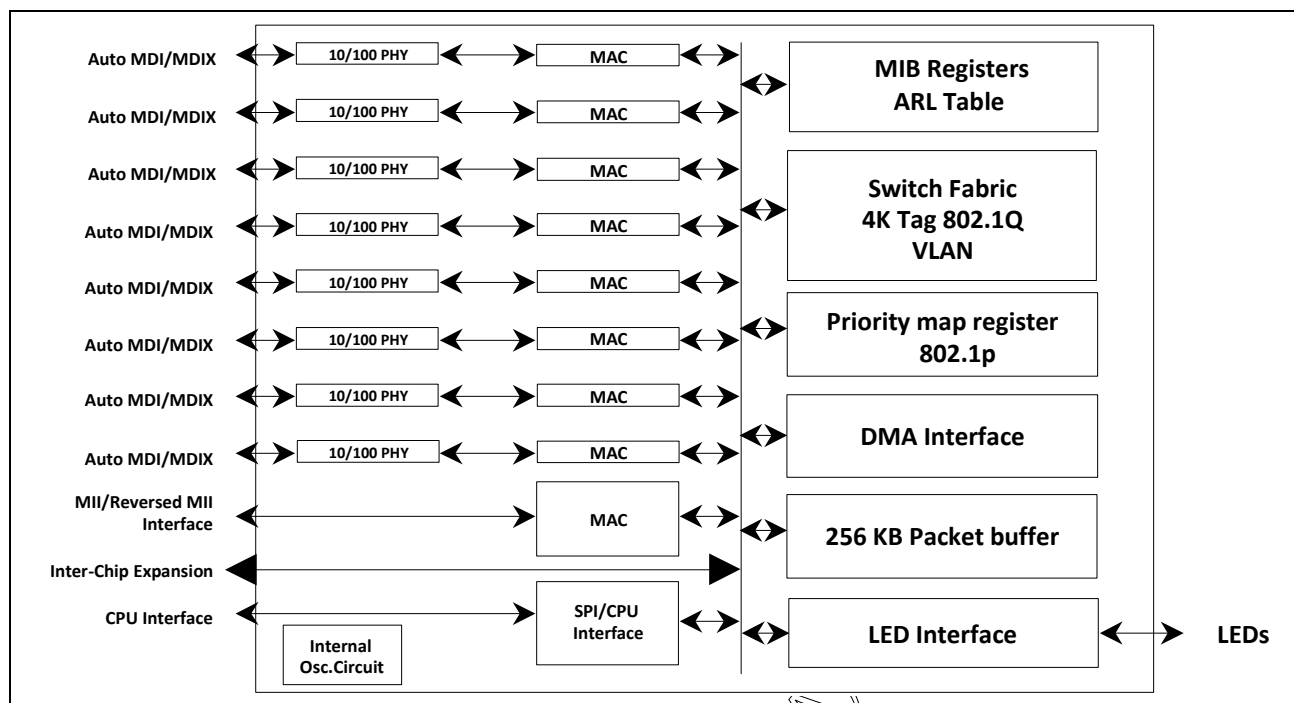 Auto MDI/MDIX
10/100 PHY
MAC
Auto MDI/MDIX
10/100 PHY
MAC
Auto MDI/MDIX
10/100 PHY
MAC
Auto MDI/MDIX
10/100 PHY
MAC
Auto MDI/MDIX
10/100 PHY
MAC
Auto MDI/MDIX
10/100 PHY
MAC
Auto MDI/MDIX
10/100 PHY
MAC
Auto MDI/MDIX
10/100 PHY
MAC
MII/Reversed MII
Interface
MAC
Inter-Chip Expansion
CPU Interface
SPI/CPU
Interface
Internal
Osc.Circuit
MIB Registers
ARL Table
Switch Fabric
4K Tag 802.1Q
VLAN
Priority map register
802.1p
DMA Interface
256 KB Packet buffer
LED Interface
LEDs